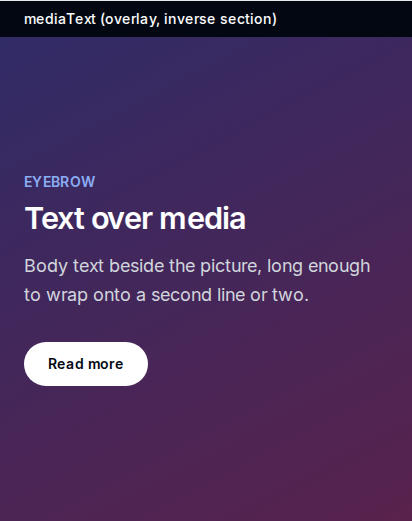 mediaText (overlay, inverse section)
EYEBROW
Text over media
Body text beside the picture, long enough
to wrap onto a second line or two.
Read more